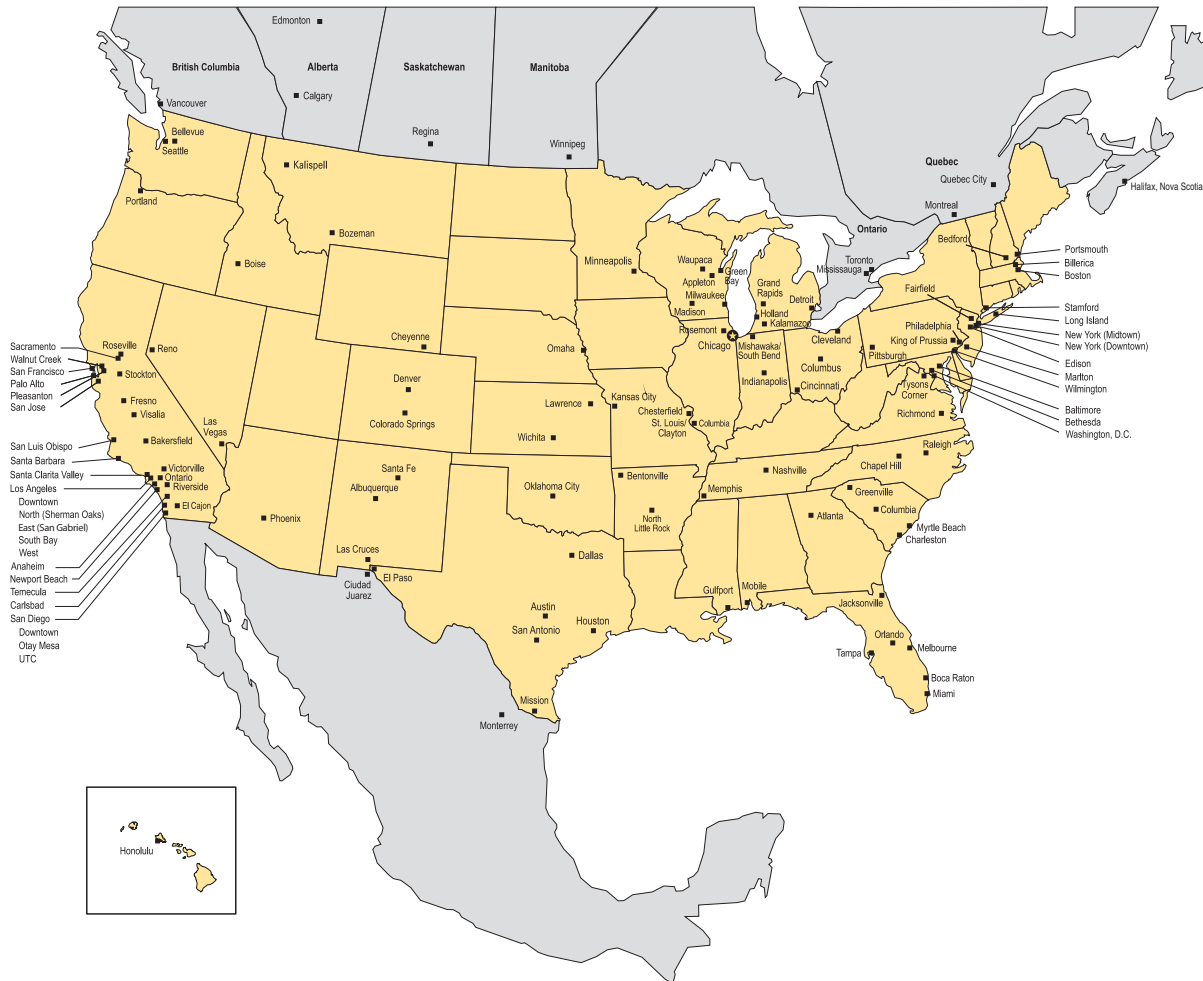 Edmonton
British Columbia
Alberta
Saskatchewan
Manitoba
Calgary
Vancouver
Regina
Winnipeg
Quebec
Quebec City
Halifax, Nova Scotia
Montreal
Ontario
Toronto
Mississauga
Bellevue
Seattle
Kalispell
Portland
Bozeman
Boise
Minneapolis
Waupaca
Green
Bay
Appleton
Milwaukee
Madison
Grand
Rapids
Holland
Kalamazoo
Detroit
Bedford
Portsmouth
Billerica
Boston
Fairfield
Stamford
Long Island
New York (Midtown)
New York (Downtown)
Edison
Marlton
Wilmington
Baltimore
Bethesda
Washington, D.C.
Philadelphia
King of Prussia
Pittsburgh
Tysons
Corner
Rosemont
Chicago
Mishawaka/
South Bend
Cleveland
Columbus
Indianapolis
Cincinnati
Richmond
Raleigh
Chapel Hill
Sacramento
Walnut Creek
San Francisco
Palo Alto
Pleasanton
San Jose
Roseville
Reno
Stockton
Fresno
Visalia
Bakersfield
Las
Vegas
San Luis Obispo
Santa Barbara
Santa Clarita Valley
Los Angeles
Downtown
North (Sherman Oaks)
East (San Gabriel)
South Bay
West
Anaheim
Newport Beach
Temecula
Carlsbad
San Diego
Downtown
Otay Mesa
UTC
Victorville
Ontario
Riverside
El Cajon
Cheyenne
Denver
Colorado Springs
Omaha
Lawrence
Kansas City
Wichita
Chesterfield
St. Louis/
Clayton
Columbia
Santa Fe
Albuquerque
Phoenix
Las Cruces
El Paso
Ciudad
Juarez
Oklahoma City
Bentonville
North
Little Rock
Nashville
Memphis
Greenville
Columbia
Atlanta
Myrtle Beach
Charleston
Dallas
Austin
San Antonio
Houston
Mission
Monterrey
Gulfport
Mobile
Jacksonville
Orlando
Melbourne
Tampa
Boca Raton
Miami
Honolulu